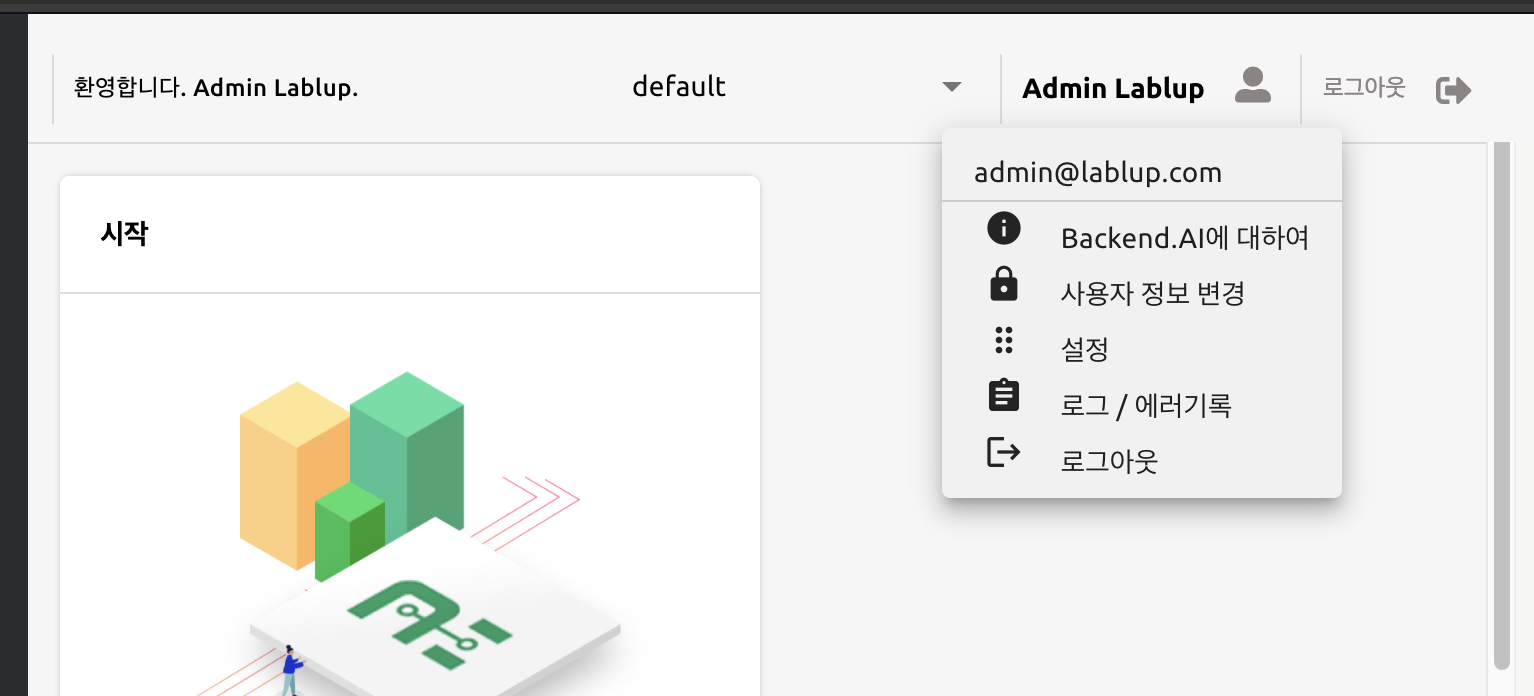 환영합니다. Admin Lablup.
default
Admin Lablup
로그아웃
admin@lablup.com
Backend.AI에 대하여
사용자 정보 변경
설정
로그 / 에러기록
로그아웃
시작